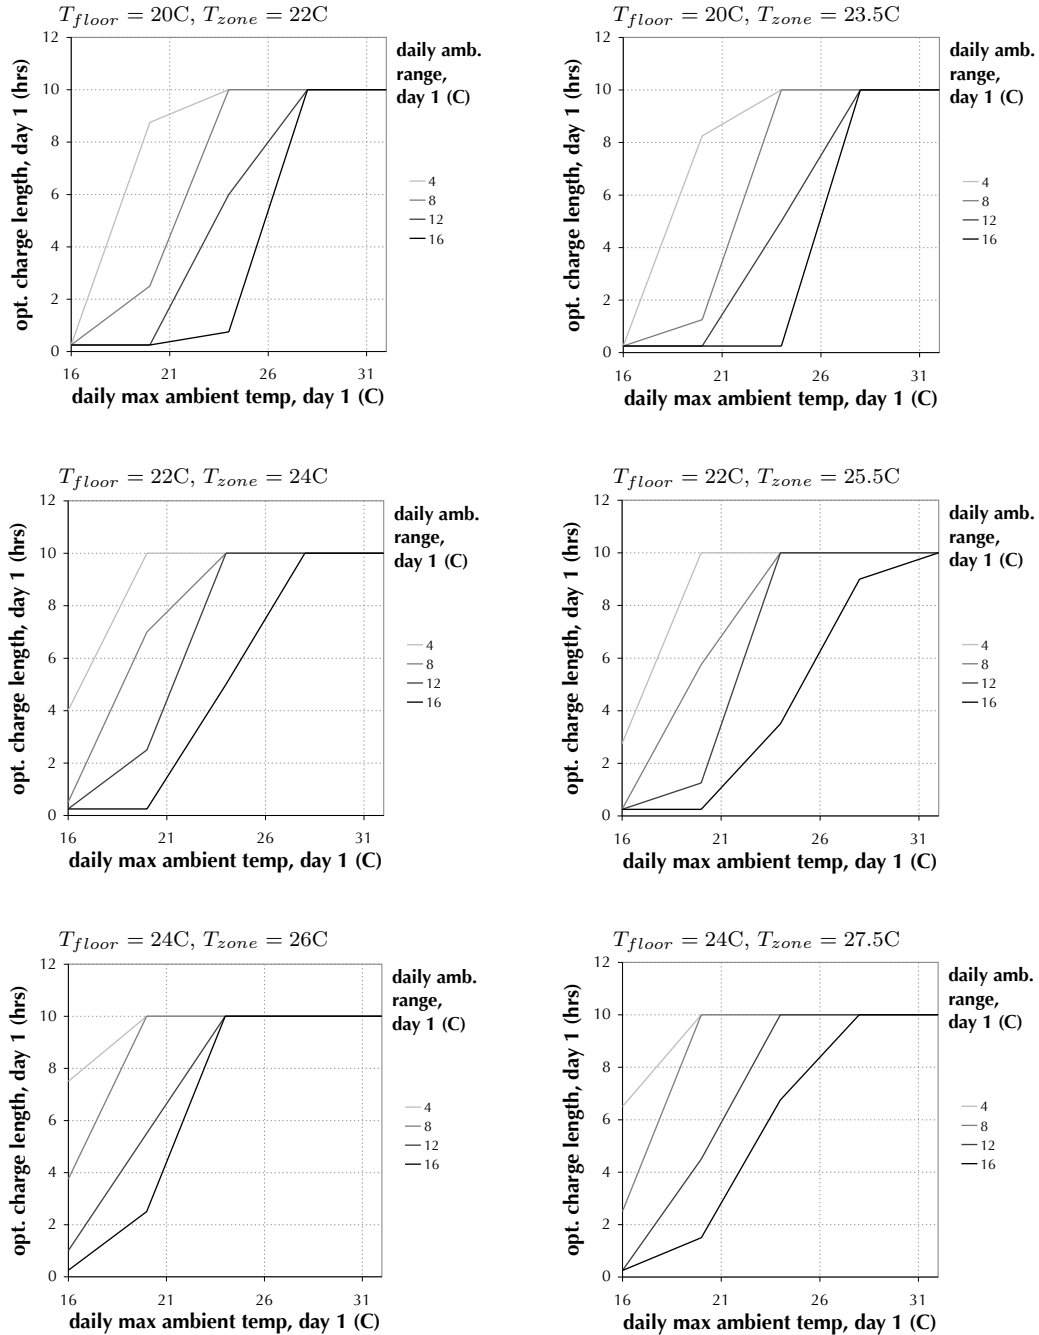 T_floor = 20C, T_zone = 22C
12
10
8
6
4
2
0
16
21
26
31
opt. charge length, day 1 (hrs)
daily max ambient temp, day 1 (C)
daily amb.
range,
day 1 (C)
4
8
12
16
T_floor = 20C, T_zone = 23.5C
12
10
8
6
4
2
0
16
21
26
31
opt. charge length, day 1 (hrs)
daily max ambient temp, day 1 (C)
daily amb.
range,
day 1 (C)
4
8
12
16
T_floor = 22C, T_zone = 24C
12
10
8
6
4
2
0
16
21
26
31
opt. charge length, day 1 (hrs)
daily max ambient temp, day 1 (C)
daily amb.
range,
day 1 (C)
4
8
12
16
T_floor = 22C, T_zone = 25.5C
12
10
8
6
4
2
0
16
21
26
31
opt. charge length, day 1 (hrs)
daily max ambient temp, day 1 (C)
daily amb.
range,
day 1 (C)
4
8
12
16
T_floor = 24C, T_zone = 26C
12
10
8
6
4
2
0
16
21
26
31
opt. charge length, day 1 (hrs)
daily max ambient temp, day 1 (C)
daily amb.
range,
day 1 (C)
4
8
12
16
T_floor = 24C, T_zone = 27.5C
12
10
8
6
4
2
0
16
21
26
31
opt. charge length, day 1 (hrs)
daily max ambient temp, day 1 (C)
daily amb.
range,
day 1 (C)
4
8
12
16